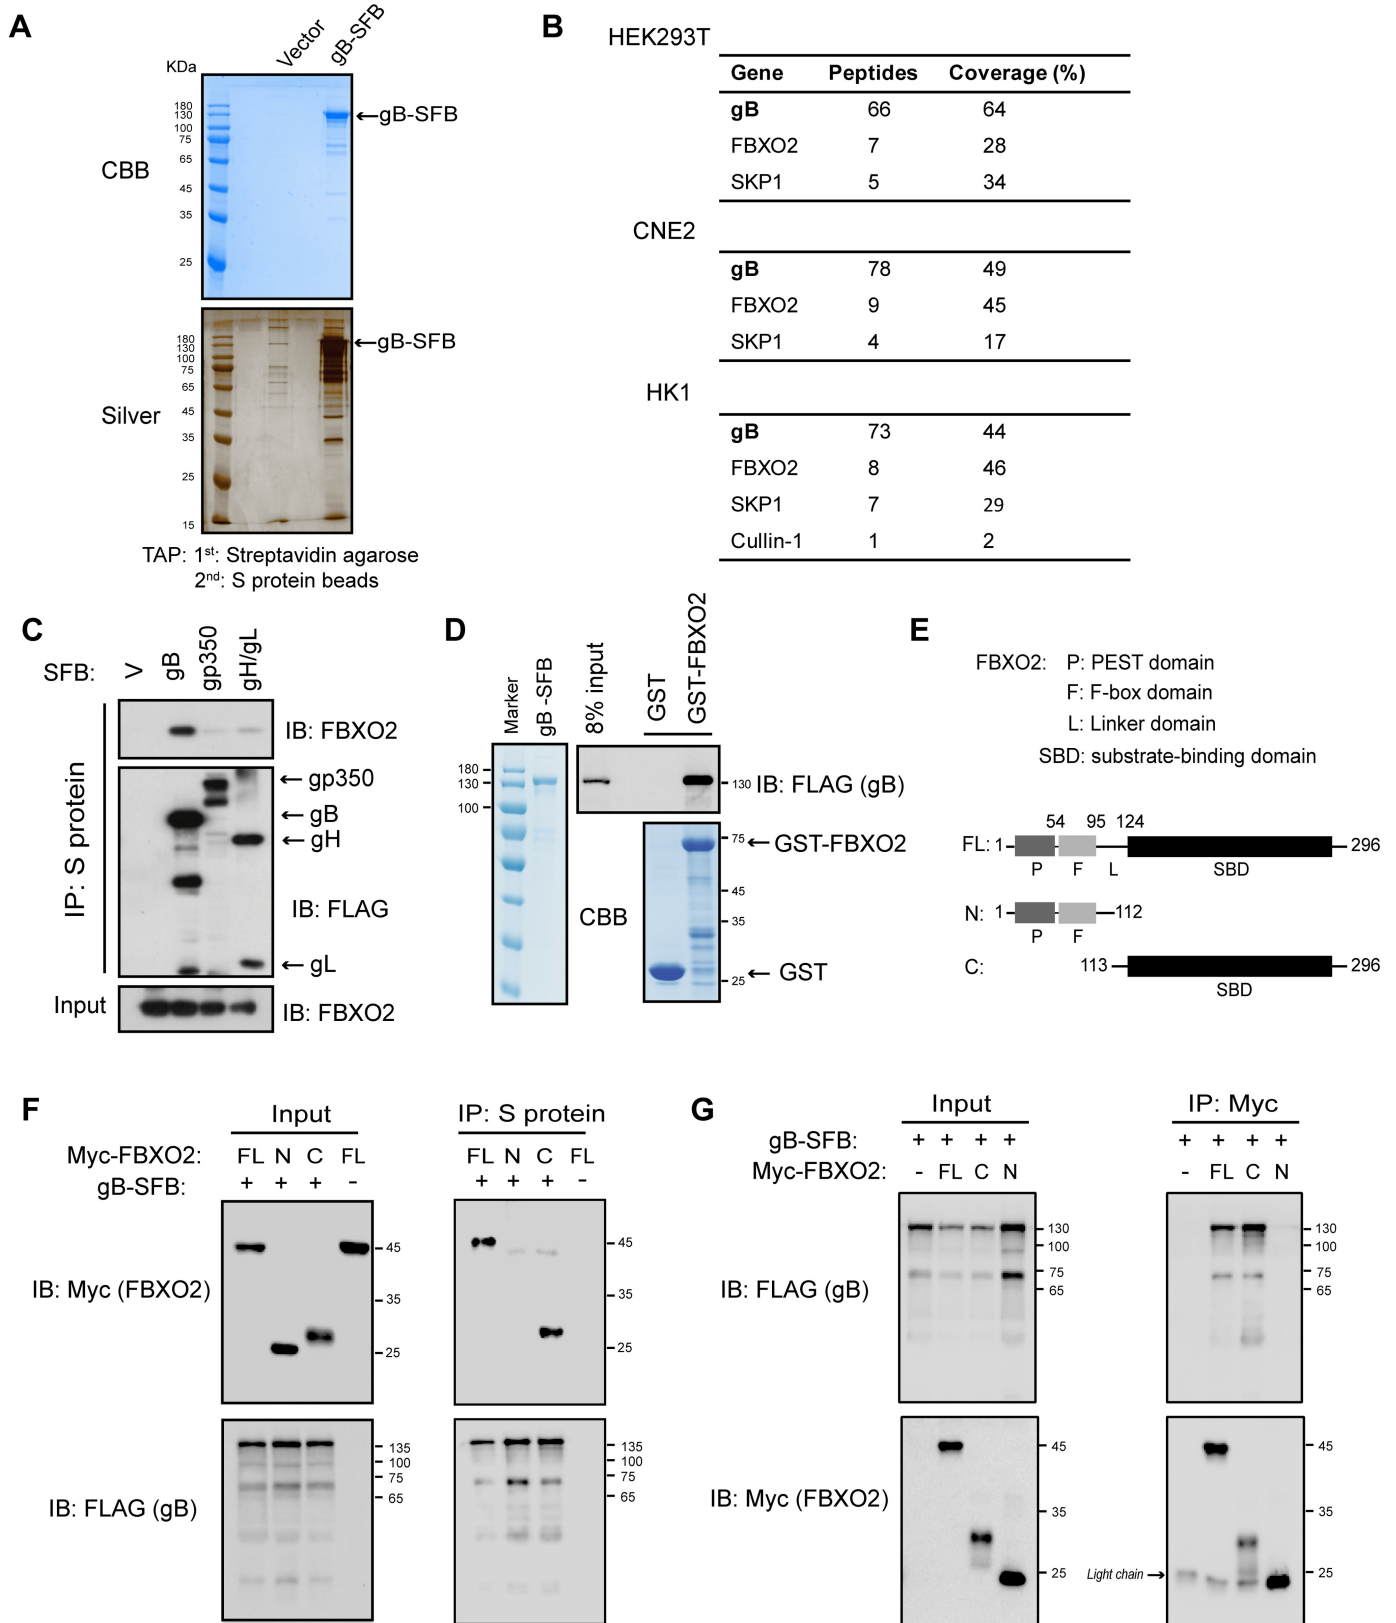 A
Vector
gB-SFB
KDa
180
130
100
75
65
45
35
25
CBB
←gB-SFB
180
130
100
75
65
45
35
25
15
Silver
←gB-SFB
TAP: 1st: Streptavidin agarose
2nd: S protein beads
B
HEK293T
Gene Peptides Coverage (%)
gB 66 64
FBXO2 7 28
SKP1 5 34
CNE2
gB 78 49
FBXO2 9 45
SKP1 4 17
HK1
gB 73 44
FBXO2 8 46
SKP1 7 29
Cullin-1 1 2
C
SFB: V gB gp350 gH/gL
IP: S protein
IB: FBXO2
← gp350
← gB
← gH
IB: FLAG
← gL
Input
IB: FBXO2
D
Marker
gB -SFB
8% input
GST
GST-FBXO2
180
130
100
130 IB: FLAG (gB)
75 ← GST-FBXO2
45
35
25 ← GST
CBB
E
FBXO2: P: PEST domain
F: F-box domain
L: Linker domain
SBD: substrate-binding domain
54 95 124
FL: 1 296
P F L SBD
N: 1 112
P F
C: 113 296
SBD
F
Input IP: S protein
Myc-FBXO2: FL N C FL FL N C FL
gB-SFB: + + + - + + + -
IB: Myc (FBXO2)
45
35
25
45
35
25
IB: FLAG (gB)
135
100
75
65
135
100
75
65
G
Input IP: Myc
gB-SFB: + + + + + + + +
Myc-FBXO2: - FL C N - FL C N
IB: FLAG (gB)
130
100
75
65
130
100
75
65
IB: Myc (FBXO2)
45
35
25
Light chain →
45
35
25